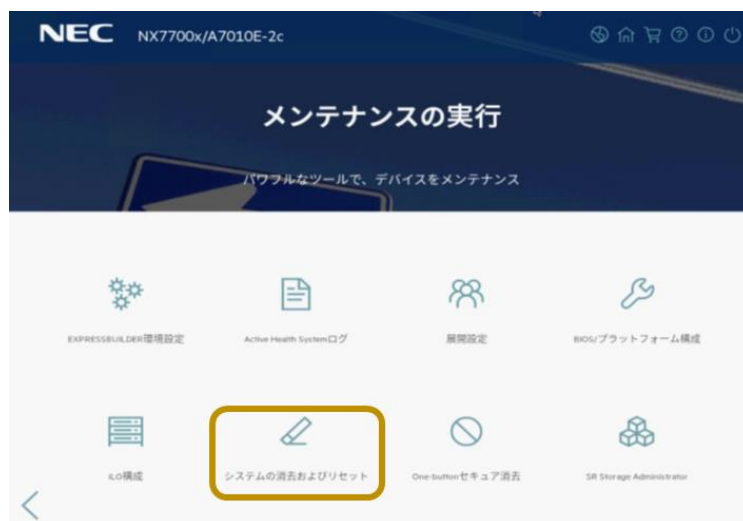 NEC NX7700x/A7010E-2c
メンテナンスの実行
パワフルなツールで、デバイスをメンテナンス
EXPRESSBUILDER環境設定
Active Health Systemログ
展開設定
BIOS/プラットフォーム構成
iLO構成
システムの消去およびリセット
One-buttonセキュア消去
SR Storage Administrator